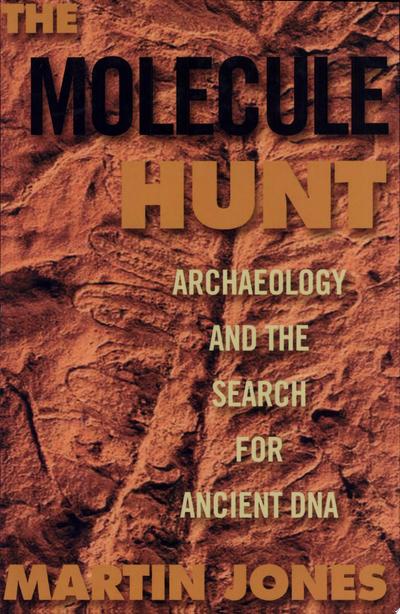 THE
MOLECULE
HUNT
ARCHAEOLOGY
AND THE
SEARCH
FOR
ANCIENT DNA
MARTIN JONES